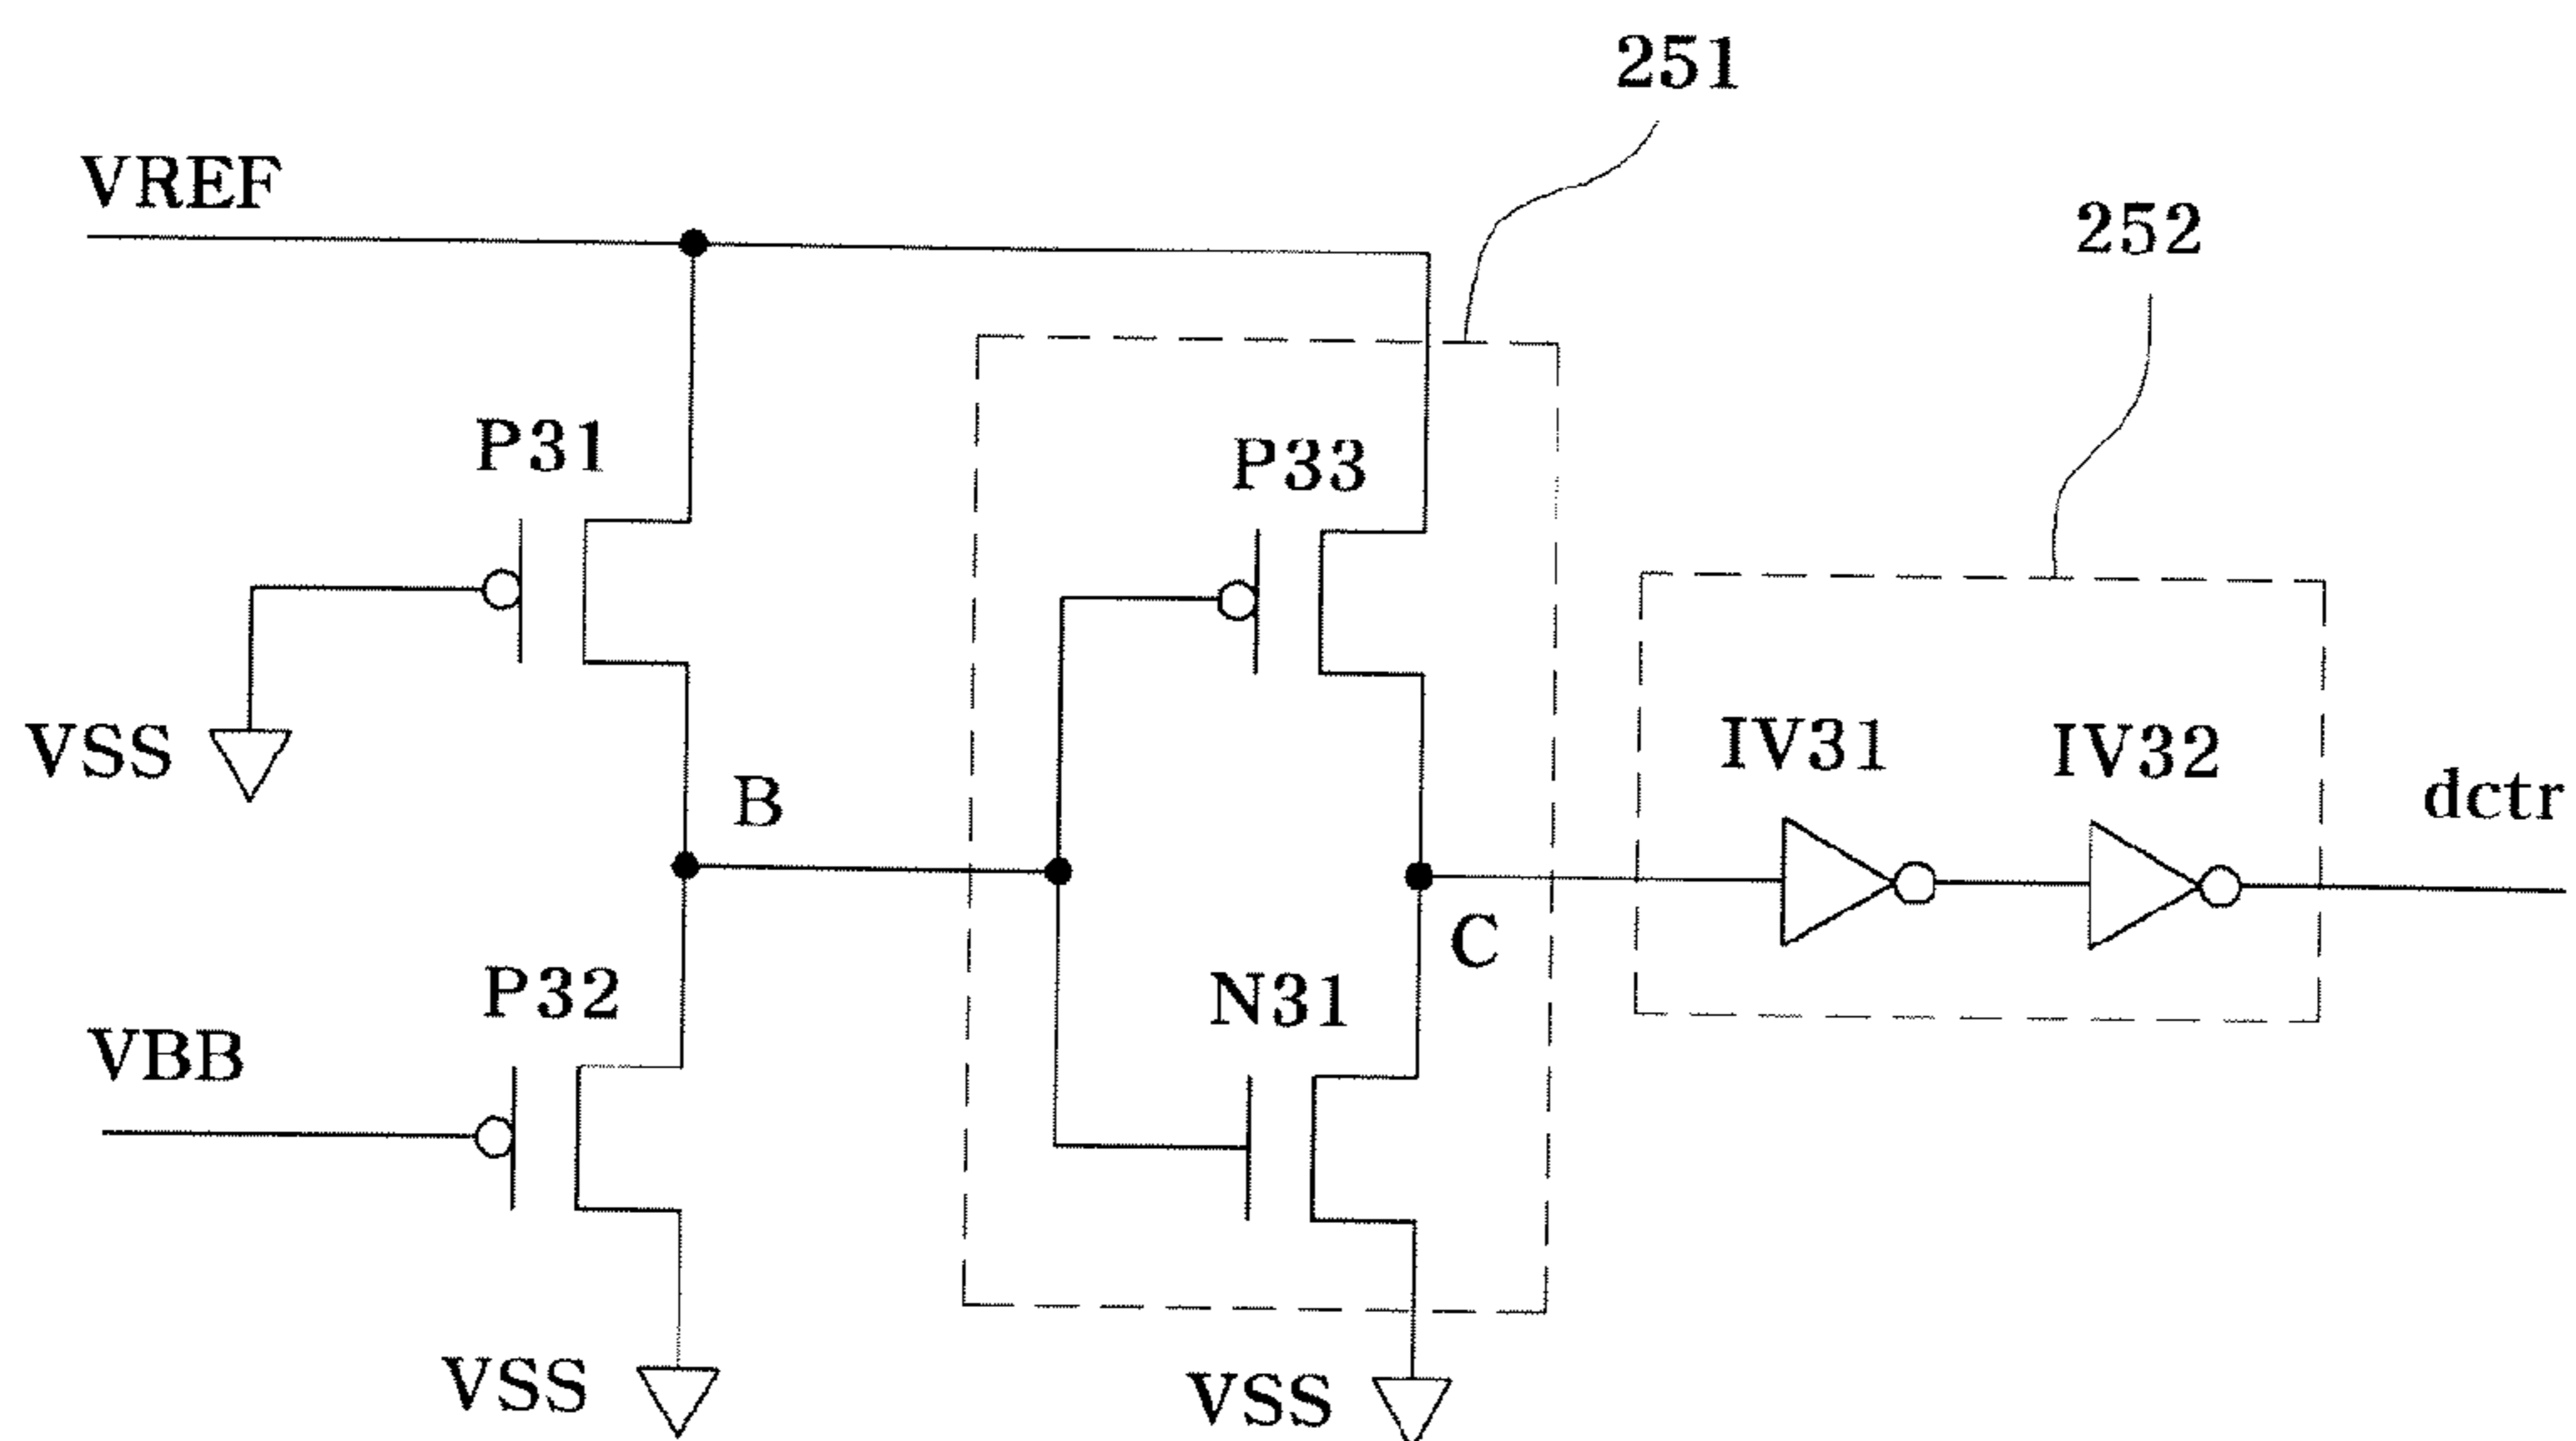 251
252
VREF
P31
P33
VSS
IV31
IV32
dctr
B
C
P32
N31
VBB
VSS
VSS